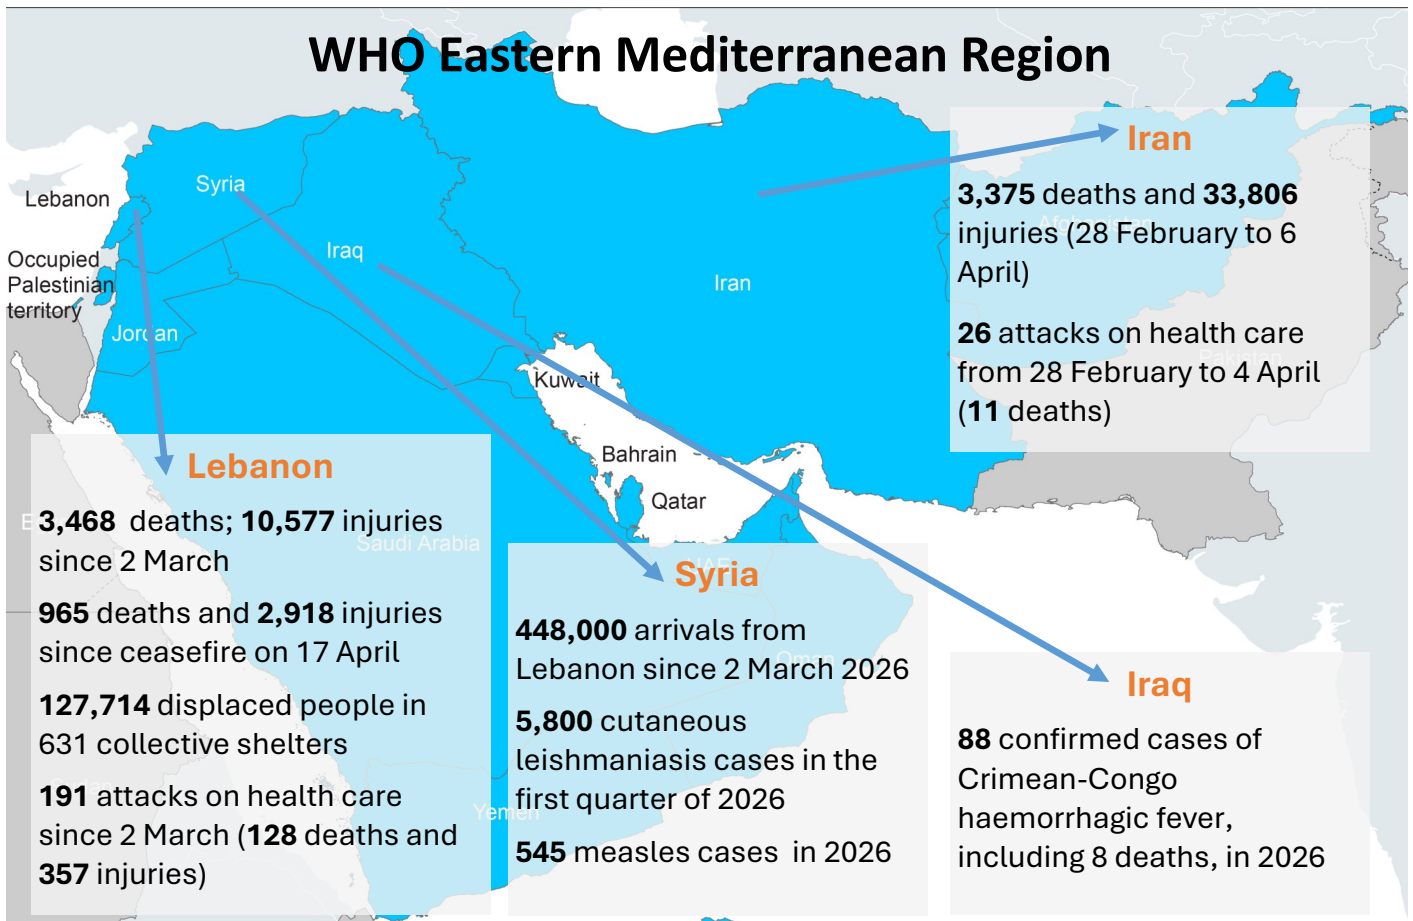 WHO Eastern Mediterranean Region
Lebanon
Syria
Iraq
Iran
Occupied
Palestinian
territory
Jordan
Kuwait
Bahrain
Qatar
Saudi Arabia
UAE
Oman
Yemen
Afghanistan
Pakistan
Iran
3,375 deaths and 33,806
injuries (28 February to 6
April)
26 attacks on health care
from 28 February to 4 April
(11 deaths)
Lebanon
3,468 deaths; 10,577 injuries
since 2 March
965 deaths and 2,918 injuries
since ceasefire on 17 April
127,714 displaced people in
631 collective shelters
191 attacks on health care
since 2 March (128 deaths and
357 injuries)
Syria
448,000 arrivals from
Lebanon since 2 March 2026
5,800 cutaneous
leishmaniasis cases in the
first quarter of 2026
545 measles cases in 2026
Iraq
88 confirmed cases of
Crimean-Congo
haemorrhagic fever,
including 8 deaths, in 2026